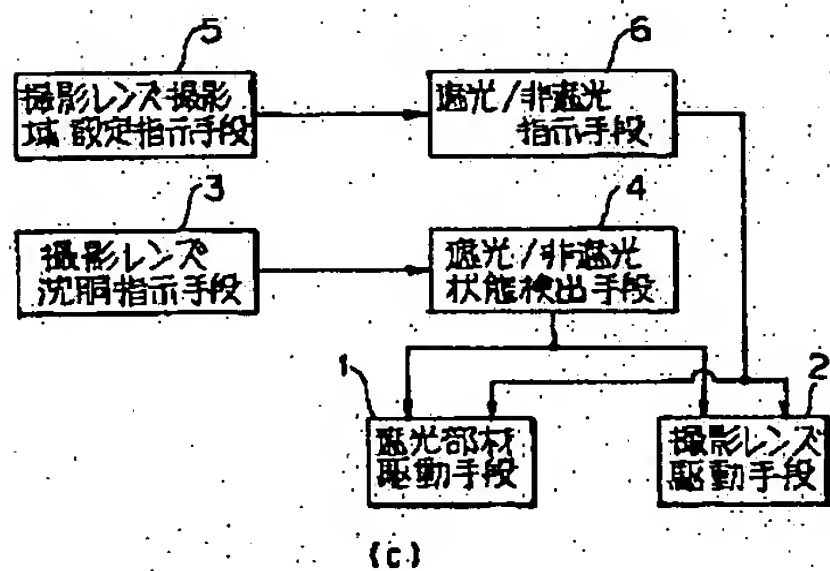 5
撮影レンズ撮影
域設定指示手段
6
遮光/非遮光
指示手段
3
撮影レンズ
沈胴指示手段
4
遮光/非遮光
状態検出手段
1
遮光部材
駆動手段
2
撮影レンズ
駆動手段
(c)